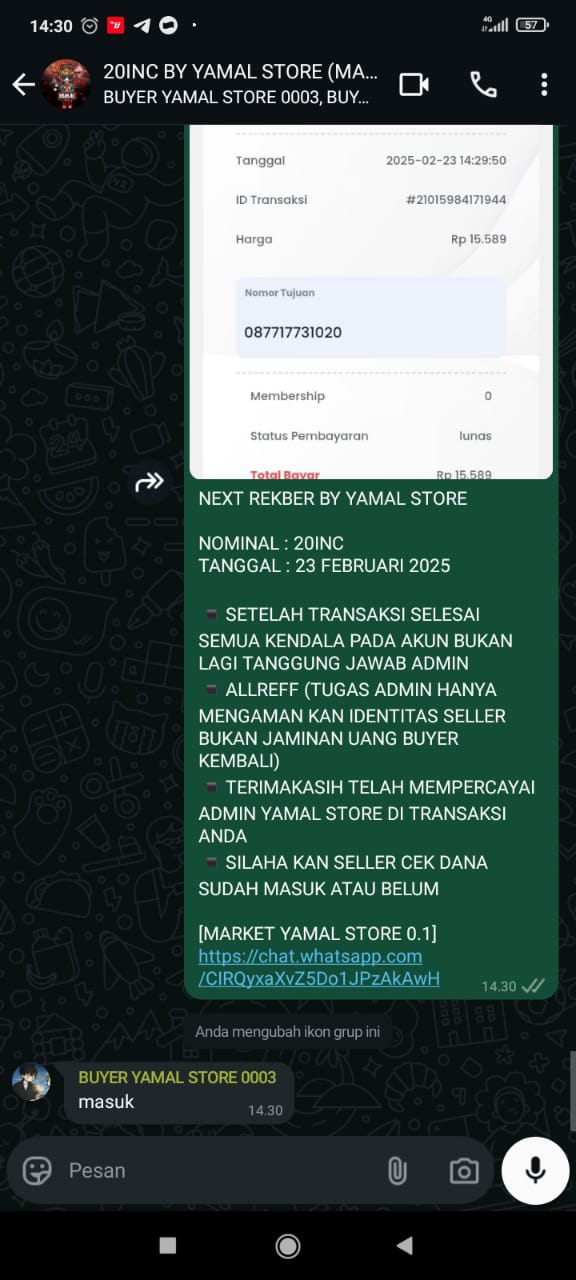 14:30
4G
57
20INC BY YAMAL STORE (MA...
BUYER YAMAL STORE 0003, BUY...
Tanggal 2025-02-23 14:29:50
ID Transaksi #21015984171944
Harga Rp 15.589
Nomor Tujuan
087717731020
Membership 0
Status Pembayaran lunas
Total Bayar Rp 15.589
NEXT REKBER BY YAMAL STORE
NOMINAL : 20INC
TANGGAL : 23 FEBRUARI 2025
▪️ SETELAH TRANSAKSI SELESAI
SEMUA KENDALA PADA AKUN BUKAN
LAGI TANGGUNG JAWAB ADMIN
▪️ ALLREFF (TUGAS ADMIN HANYA
MENGAMAN KAN IDENTITAS SELLER
BUKAN JAMINAN UANG BUYER
KEMBALI)
▪️ TERIMAKASIH TELAH MEMPERCAYAI
ADMIN YAMAL STORE DI TRANSAKSI
ANDA
▪️ SILAHA KAN SELLER CEK DANA
SUDAH MASUK ATAU BELUM
[MARKET YAMAL STORE 0.1]
https://chat.whatsapp.com
/CIRQyxaXvZ5Do1JPzAkAwH
14.30
Anda mengubah ikon grup ini
BUYER YAMAL STORE 0003
masuk
14.30
Pesan